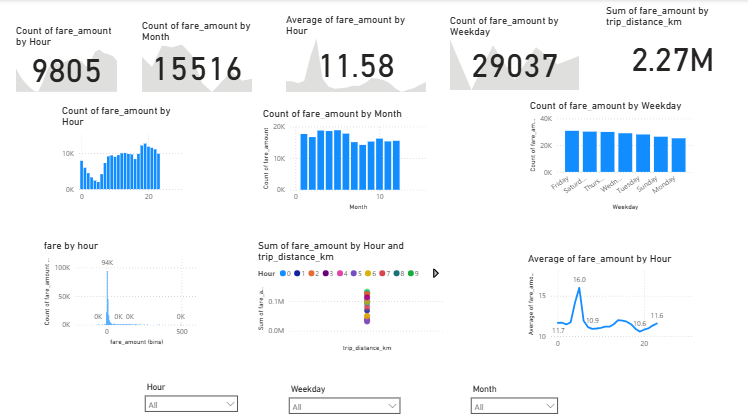 Count of fare_amount
by Hour
9805
Count of fare_amount by
Month
15516
Average of fare_amount by
Hour
11.58
Count of fare_amount by
Weekday
29037
Sum of fare_amount by
trip_distance_km
2.27M
Count of fare_amount by
Hour
Count of fare_amount...
10K
0K
0
20
Count of fare_amount by Month
Count of fare_amount
20K
10K
0K
0
10
Month
Count of fare_amount by Weekday
Count of fare_am...
40K
20K
0K
Friday
Saturd...
Thurs...
Wedn...
Tuesday
Sunday
Monday
Weekday
fare by hour
Count of fare_amount ...
100K
50K
0K
94K
0K
0K
0K
0K
0
500
fare_amount (bins)
Sum of fare_amount by Hour and
trip_distance_km
Hour 0 1 2 3 4 5 6 7 8 9
Sum of fare_a...
0.1M
0.0M
trip_distance_km
Average of fare_amount by Hour
Average of fare_amo...
15
10
16.0
11.7
10.9
10.6
11.6
0
20
Hour
All
Weekday
All
Month
All